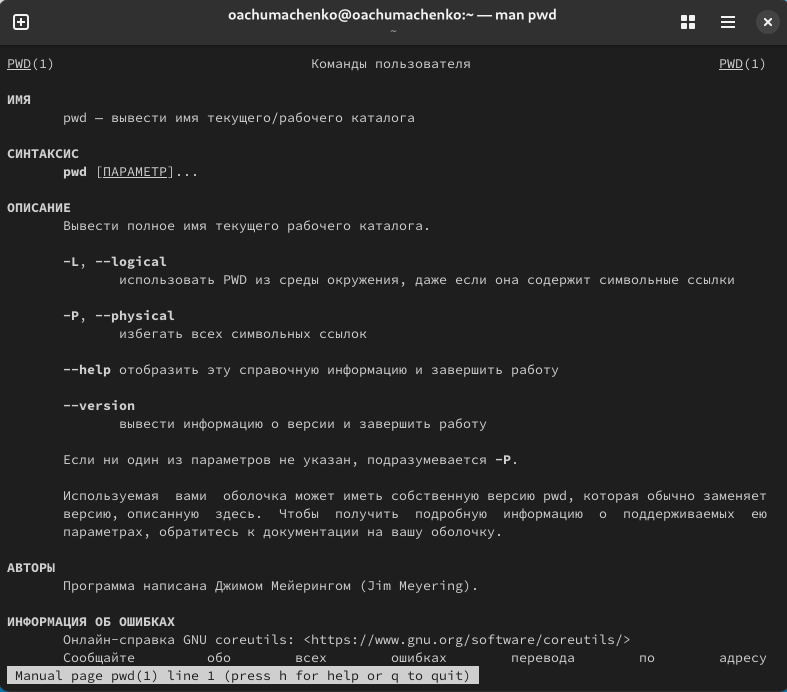 oachumachenko@oachumachenko:~ — man pwd
~
PWD(1) Команды пользователя PWD(1)
ИМЯ
pwd — вывести имя текущего/рабочего каталога
СИНТАКСИС
pwd [ПАРАМЕТР]...
ОПИСАНИЕ
Вывести полное имя текущего рабочего каталога.
-L, --logical
использовать PWD из среды окружения, даже если она содержит символьные ссылки
-P, --physical
избегать всех символьных ссылок
--help отобразить эту справочную информацию и завершить работу
--version
вывести информацию о версии и завершить работу
Если ни один из параметров не указан, подразумевается -P.
Используемая вами оболочка может иметь собственную версию pwd, которая обычно заменяет
версию, описанную здесь. Чтобы получить подробную информацию о поддерживаемых ею
параметрах, обратитесь к документации на вашу оболочку.
АВТОРЫ
Программа написана Джимом Мейерингом (Jim Meyering).
ИНФОРМАЦИЯ ОБ ОШИБКАХ
Онлайн-справка GNU coreutils: <https://www.gnu.org/software/coreutils/>
Сообщайте обо всех ошибках перевода по адресу
Manual page pwd(1) line 1 (press h for help or q to quit)